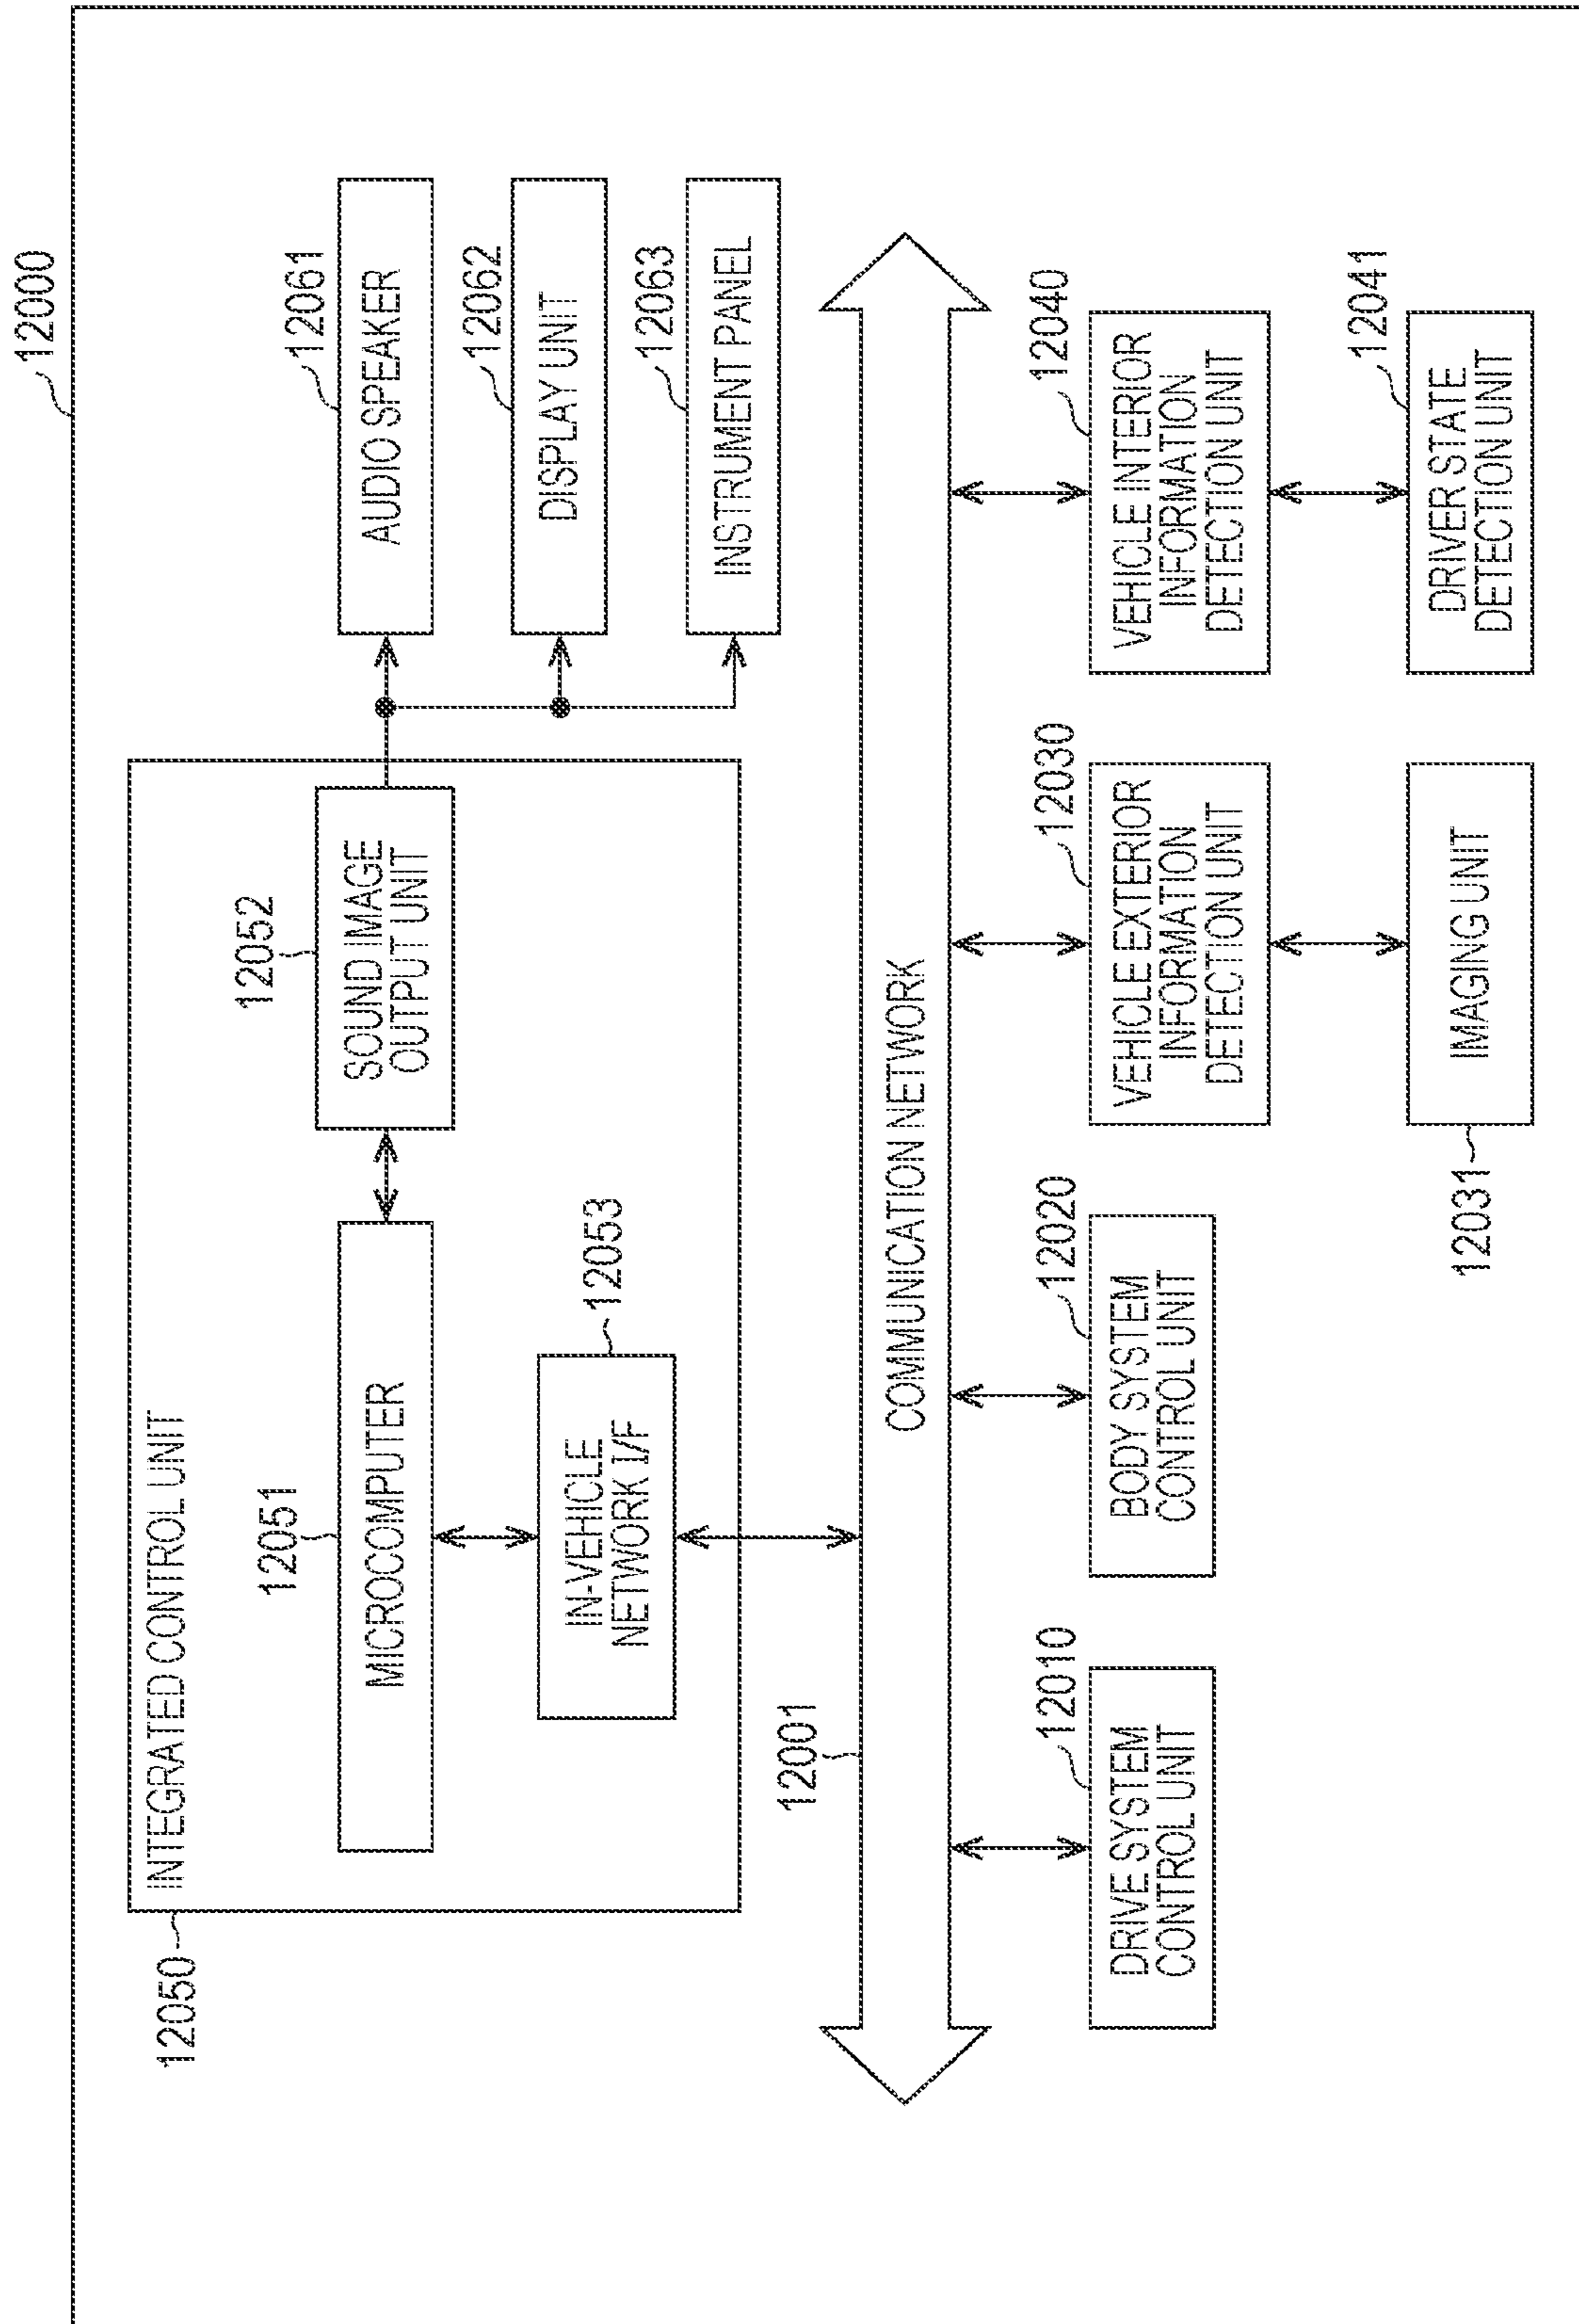 12000
12050
INTEGRATED CONTROL UNIT
12051
MICROCOMPUTER
12052
SOUND IMAGE
OUTPUT UNIT
12061
AUDIO SPEAKER
12062
DISPLAY UNIT
12063
INSTRUMENT PANEL
12053
IN-VEHICLE
NETWORK I/F
12001
COMMUNICATION NETWORK
12010
DRIVE SYSTEM
CONTROL UNIT
12020
BODY SYSTEM
CONTROL UNIT
12030
VEHICLE EXTERIOR
INFORMATION
DETECTION UNIT
12040
VEHICLE INTERIOR
INFORMATION
DETECTION UNIT
12031
IMAGING UNIT
12041
DRIVER STATE
DETECTION UNIT